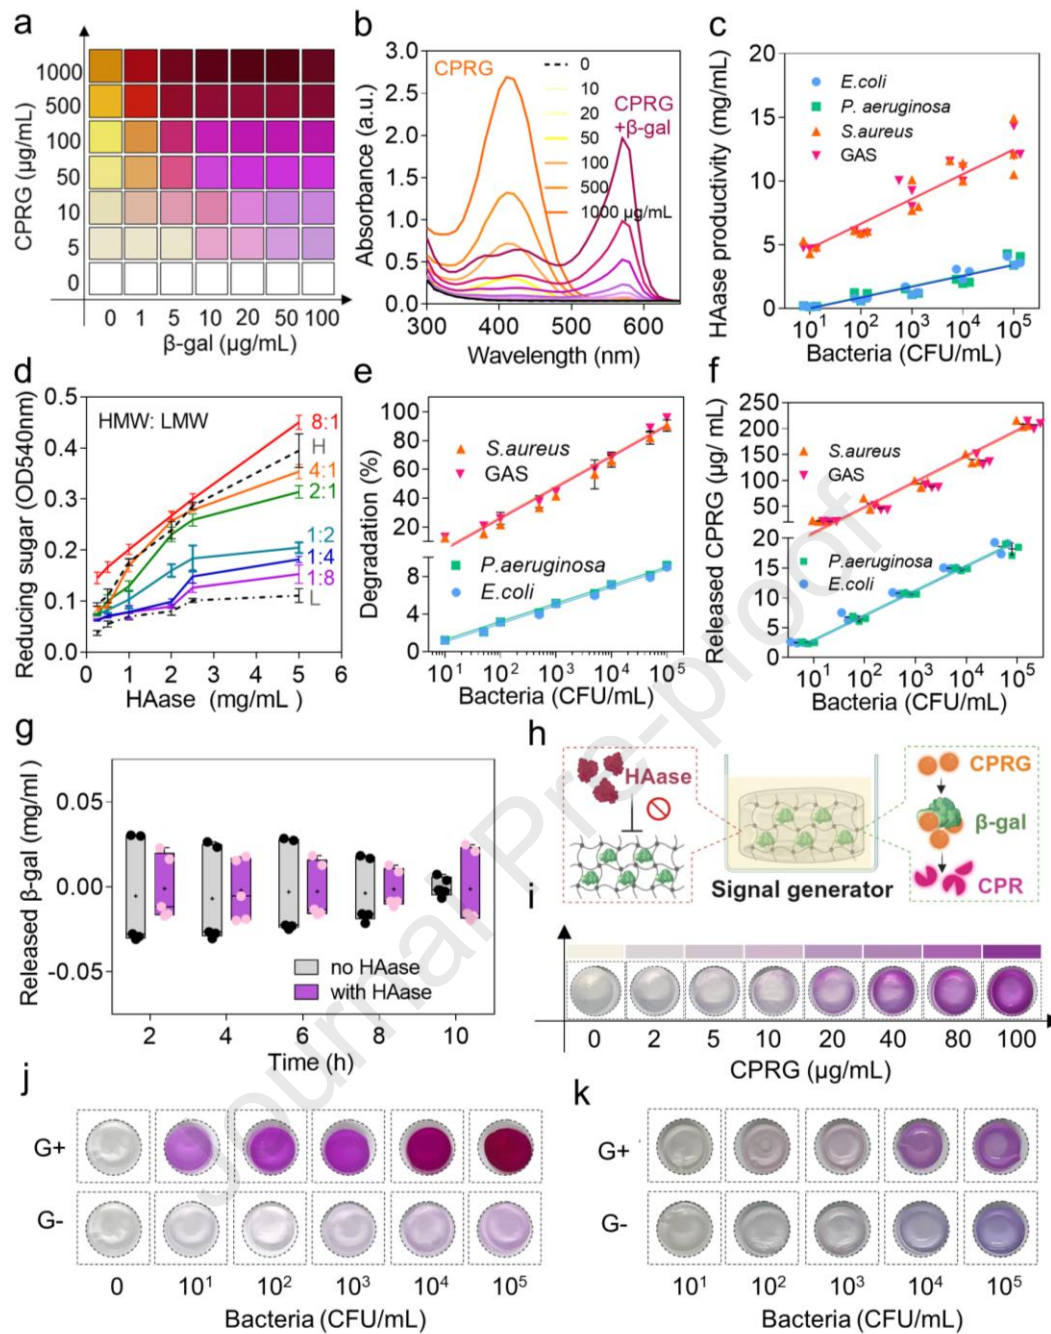 a
CPRG (µg/mL)
1000
500
100
50
10
5
0
0 1 5 10 20 50 100
β-gal (µg/mL)
b
Absorbance (a.u.)
3.0
2.5
2.0
1.5
1.0
0.5
0.0
CPRG
0
10
20
50
100
500
1000 µg/mL
CPRG
+β-gal
300 400 500 600
Wavelength (nm)
c
HAase productivity (mg/mL)
20
15
10
5
0
E.coli
P. aeruginosa
S.aureus
GAS
10¹ 10² 10³ 10⁴ 10⁵
Bacteria (CFU/mL)
d
Reducing sugar (OD540nm)
0.5
0.4
0.3
0.2
0.1
0.0
HMW: LMW
8:1
H
4:1
2:1
1:2
1:4
1:8
L
0 1 2 3 4 5 6
HAase (mg/mL )
e
Degradation (%)
100
80
60
40
20
8
4
0
S.aureus
GAS
P.aeruginosa
E.coli
10¹ 10² 10³ 10⁴ 10⁵
Bacteria (CFU/mL)
f
Released CPRG (µg/ mL)
250
200
150
100
50
20
15
10
5
0
S.aureus
GAS
P.aeruginosa
E.coli
10¹ 10² 10³ 10⁴ 10⁵
Bacteria (CFU/mL)
g
Released β-gal (mg/ml )
0.05
0.00
-0.05
no HAase
with HAase
2 4 6 8 10
Time (h)
h
HAase
Signal generator
CPRG
β-gal
CPR
i
0 2 5 10 20 40 80 100
CPRG (µg/mL)
j
G+
G-
0 10¹ 10² 10³ 10⁴ 10⁵
Bacteria (CFU/mL)
k
G+
G-
10¹ 10² 10³ 10⁴ 10⁵
Bacteria (CFU/mL)
Journal Pre-proof